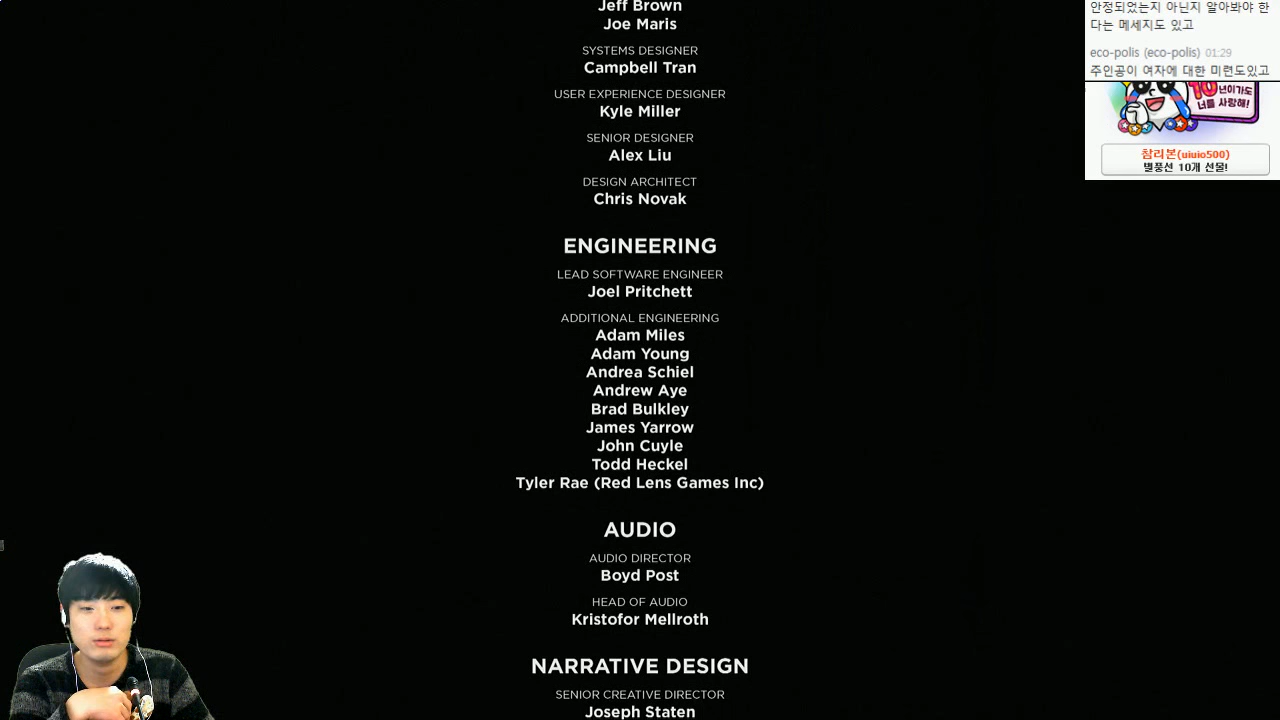 Jeff Brown
Joe Maris
SYSTEMS DESIGNER
Campbell Tran
USER EXPERIENCE DESIGNER
Kyle Miller
SENIOR DESIGNER
Alex Liu
DESIGN ARCHITECT
Chris Novak
ENGINEERING
LEAD SOFTWARE ENGINEER
Joel Pritchett
ADDITIONAL ENGINEERING
Adam Miles
Adam Young
Andrea Schiel
Andrew Aye
Brad Bulkley
James Yarrow
John Cuyle
Todd Heckel
Tyler Rae (Red Lens Games Inc)
AUDIO
AUDIO DIRECTOR
Boyd Post
HEAD OF AUDIO
Kristofor Mellroth
NARRATIVE DESIGN
SENIOR CREATIVE DIRECTOR
Joseph Staten
안정되었는지 아닌지 알아봐야 한
다는 메세지도 있고
eco-polis (eco-polis) 01:29
주인공이 여자에 대한 미련도있고
10년이가도
너를 사랑해!
참리본(uiuio500)
별풍선 10개 선물!